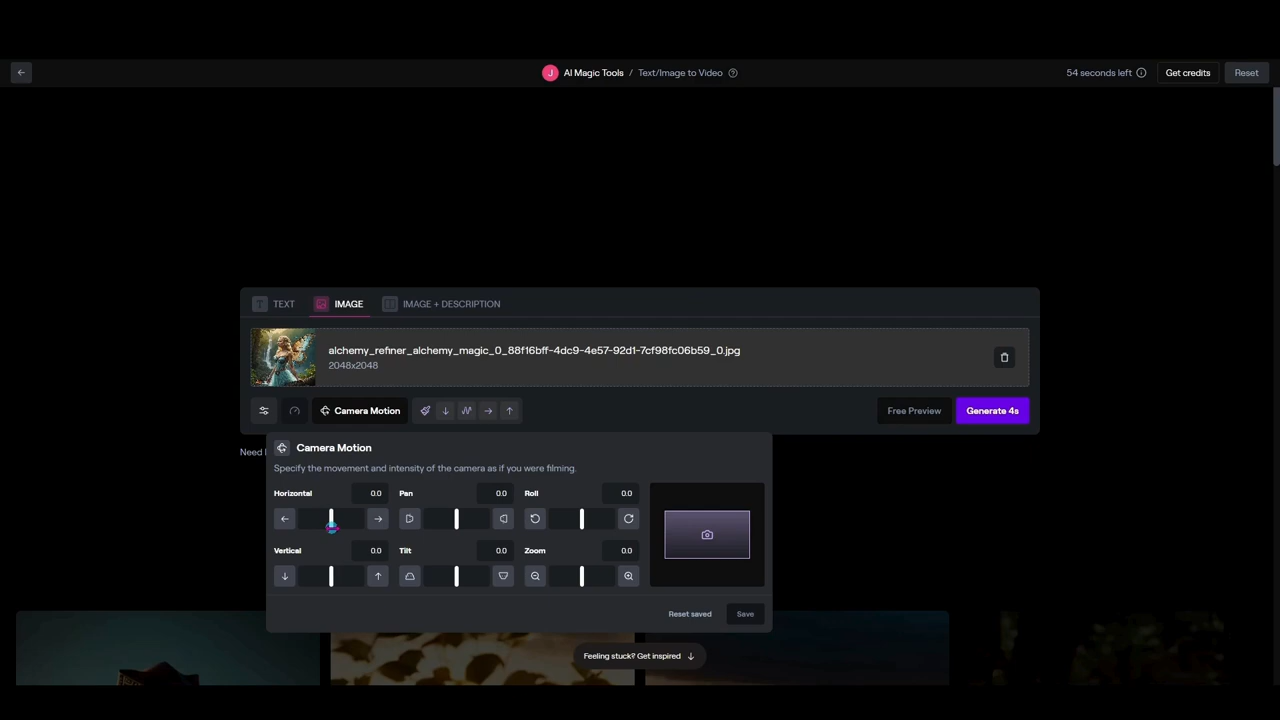 J AI Magic Tools / Text/Image to Video
54 seconds left
Get credits
Reset
T TEXT
IMAGE
IMAGE + DESCRIPTION
alchemy_refiner_alchemy_magic_0_88f16bff-4dc9-4e57-92d1-7cf98fc06b59_0.jpg
2048x2048
Camera Motion
Free Preview
Generate 4s
Need
Camera Motion
Specify the movement and intensity of the camera as if you were filming.
Horizontal 0.0 Pan 0.0 Roll 0.0
Vertical 0.0 Tilt 0.0 Zoom 0.0
Reset saved
Save
Feeling stuck? Get inspired